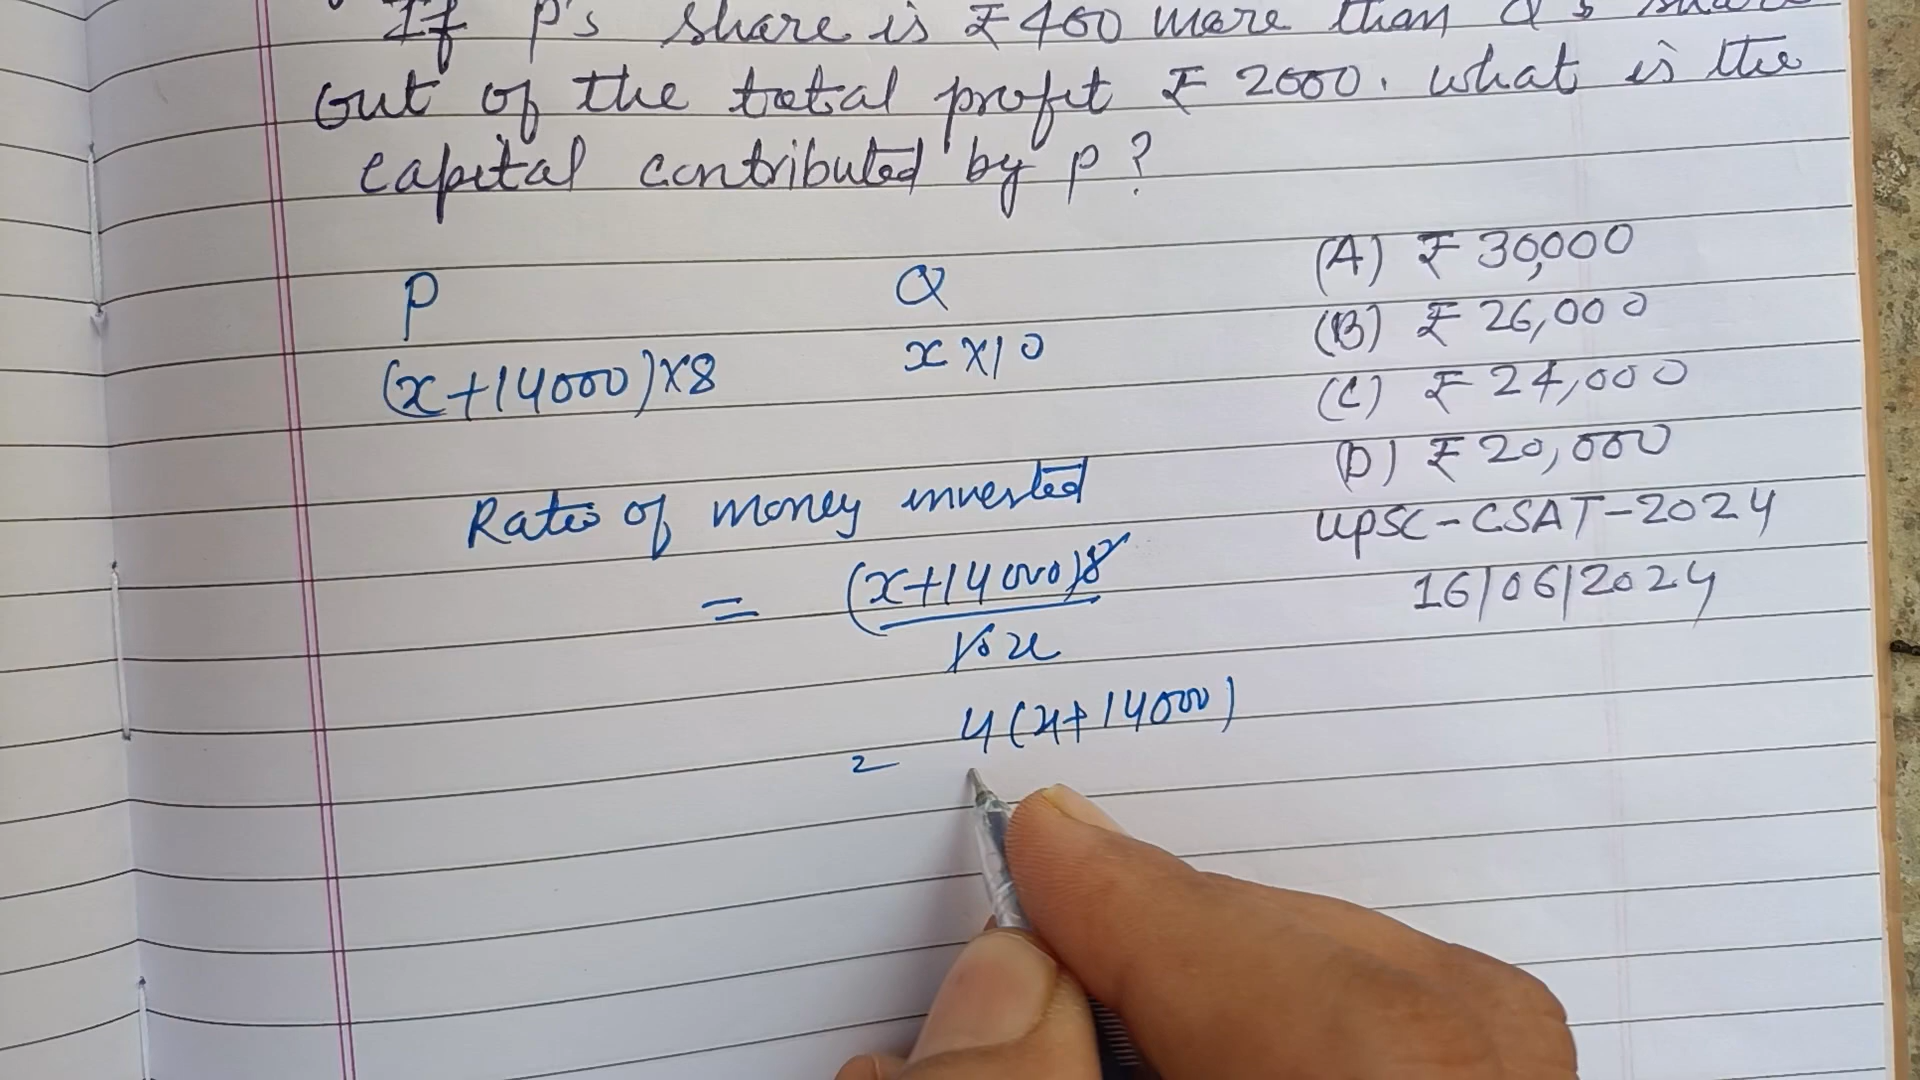 If P's share is ₹ 400 more than Q's share
out of the total profit ₹ 2000. what is the
capital contributed by P?
P Q
(x+14000)×8 x×10
(A) ₹ 30,000
(B) ₹ 26,000
(C) ₹ 24,000
(D) ₹ 20,000
UPSC-CSAT-2024
16/06/2024
Ratio of money invested
= (x+14000)8
10x
= 4(x+14000)